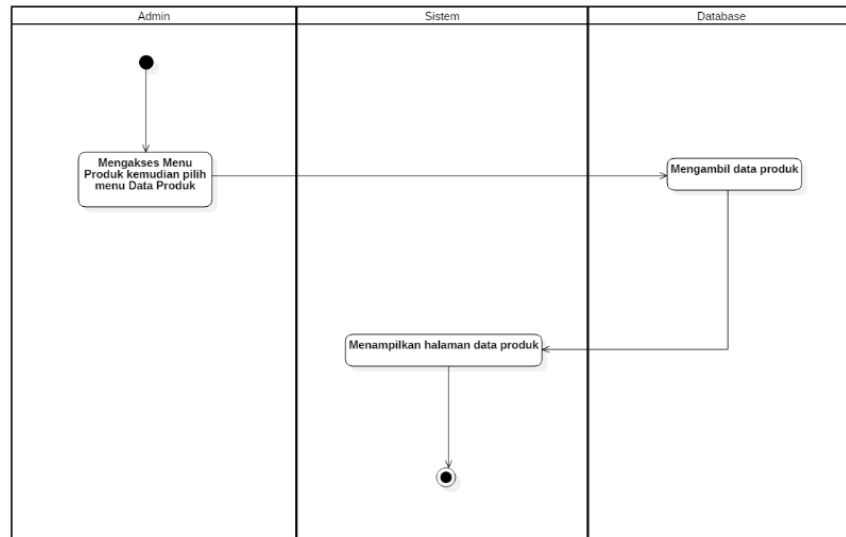 Admin
Sistem
Database
Mengakses Menu
Produk kemudian pilih
menu Data Produk
Mengambil data produk
Menampilkan halaman data produk